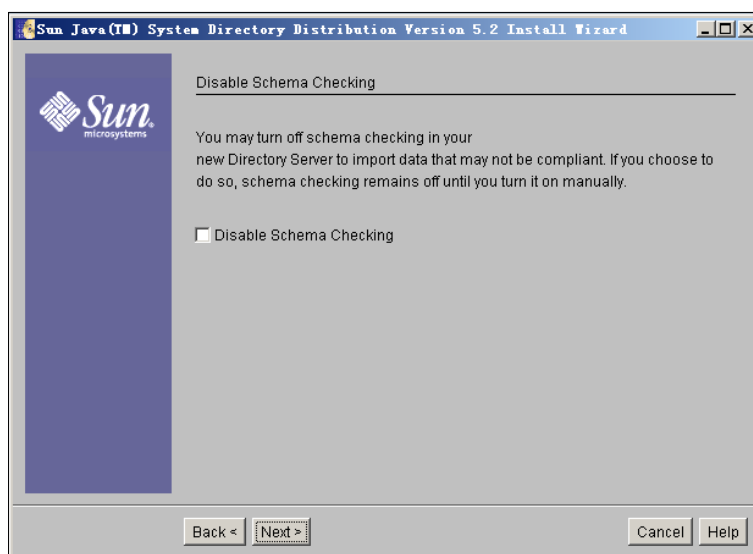 Sun Java(TM) System Directory Distribution Version 5.2 Install Wizard
Sun
microsystems
Disable Schema Checking
You may turn off schema checking in your
new Directory Server to import data that may not be compliant. If you choose to
do so, schema checking remains off until you turn it on manually.
Disable Schema Checking
Back < Next > Cancel Help